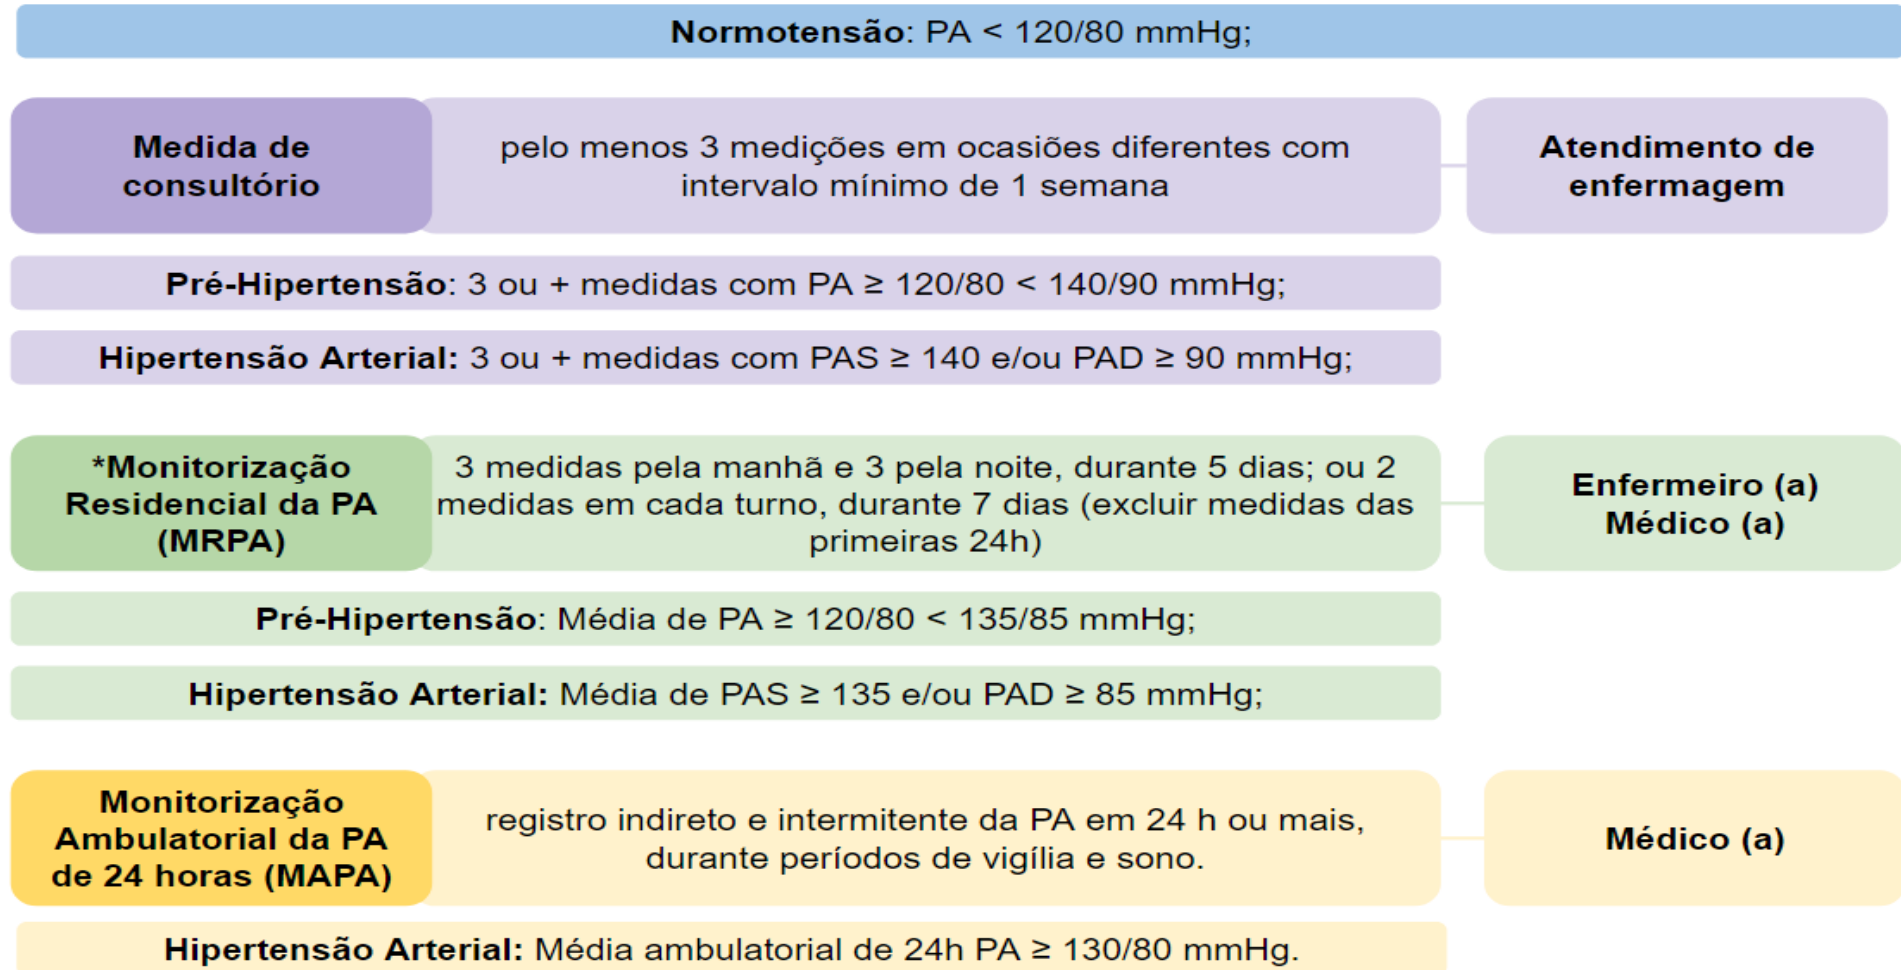 Normotensão: PA < 120/80 mmHg;
Medida de
consultório
pelo menos 3 medições em ocasiões diferentes com
intervalo mínimo de 1 semana
Atendimento de
enfermagem
Pré-Hipertensão: 3 ou + medidas com PA ≥ 120/80 < 140/90 mmHg;
Hipertensão Arterial: 3 ou + medidas com PAS ≥ 140 e/ou PAD ≥ 90 mmHg;
*Monitorização
Residencial da PA
(MRPA)
3 medidas pela manhã e 3 pela noite, durante 5 dias; ou 2
medidas em cada turno, durante 7 dias (excluir medidas das
primeiras 24h)
Enfermeiro (a)
Médico (a)
Pré-Hipertensão: Média de PA ≥ 120/80 < 135/85 mmHg;
Hipertensão Arterial: Média de PAS ≥ 135 e/ou PAD ≥ 85 mmHg;
Monitorização
Ambulatorial da PA
de 24 horas (MAPA)
registro indireto e intermitente da PA em 24 h ou mais,
durante períodos de vigília e sono.
Médico (a)
Hipertensão Arterial: Média ambulatorial de 24h PA ≥ 130/80 mmHg.